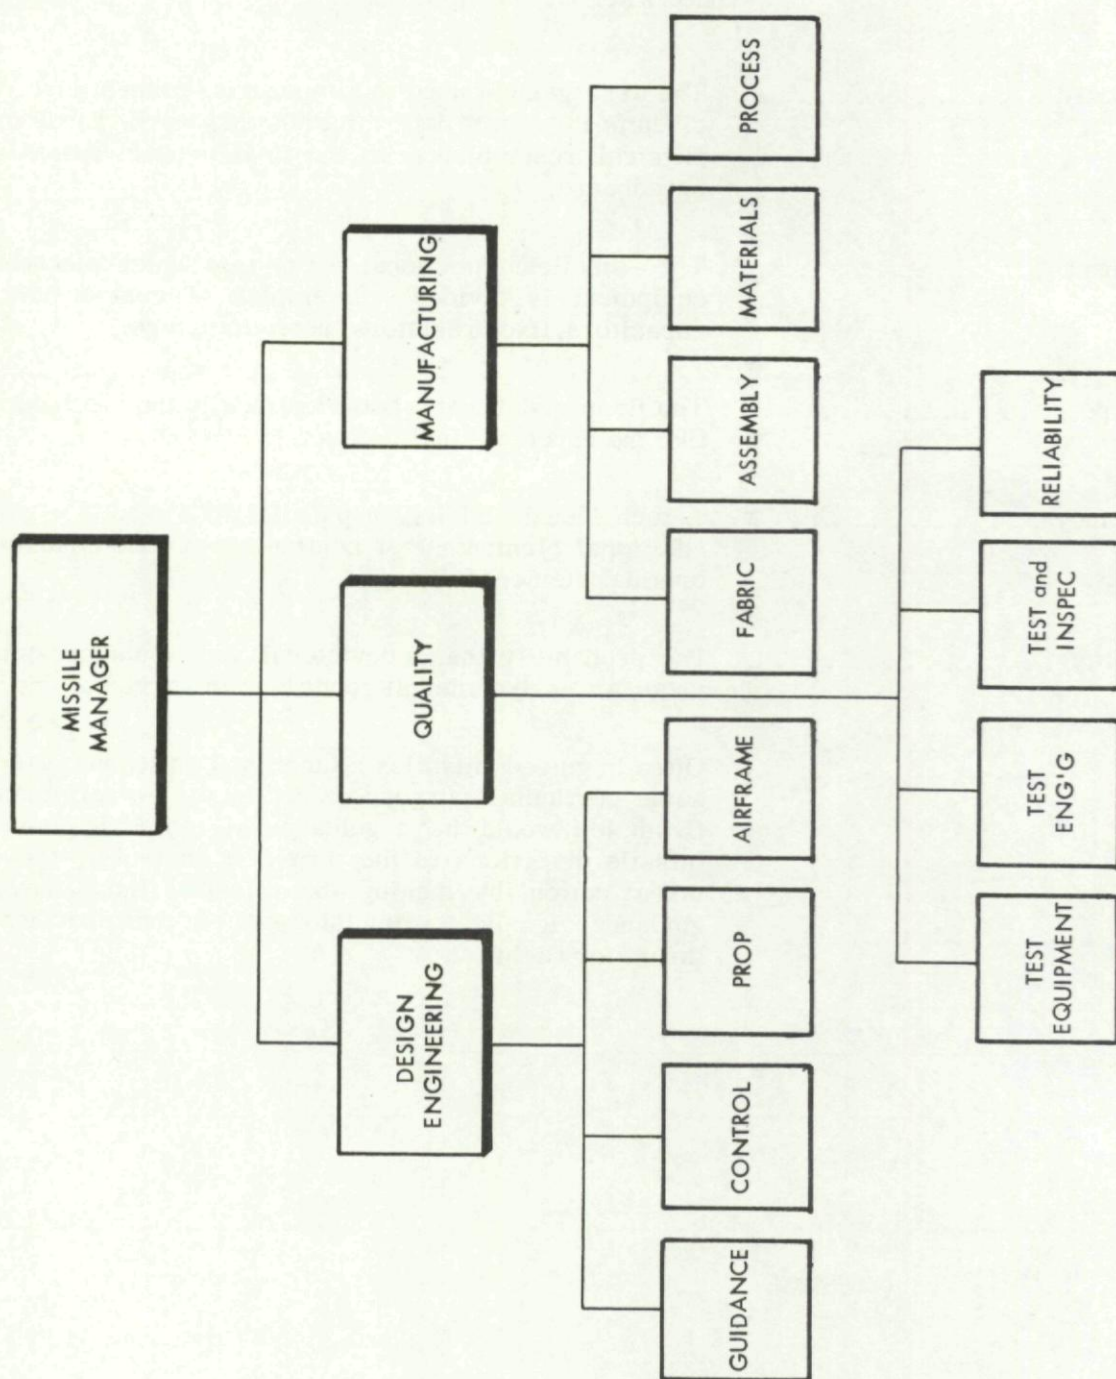 MISSILE
MANAGER
DESIGN
ENGINEERING
QUALITY
MANUFACTURING
GUIDANCE
CONTROL
PROP
AIRFRAME
FABRIC
ASSEMBLY
MATERIALS
PROCESS
TEST
EQUIPMENT
TEST
ENG'G
TEST and
INSPEC
RELIABILITY